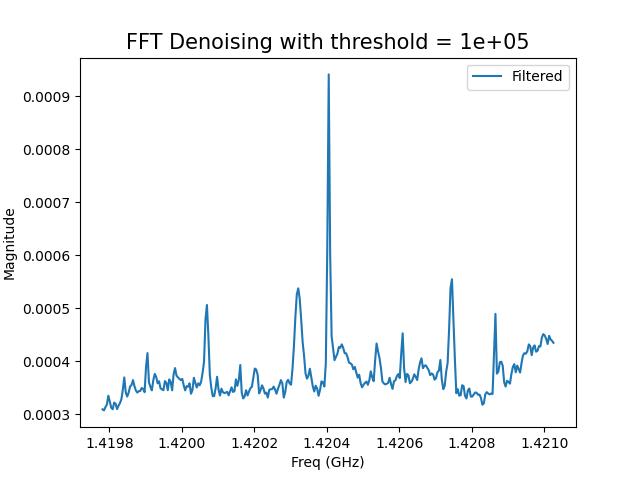 FFT Denoising with threshold = 1e+05
Filtered
Magnitude
0.0009
0.0008
0.0007
0.0006
0.0005
0.0004
0.0003
1.4198 1.4200 1.4202 1.4204 1.4206 1.4208 1.4210
Freq (GHz)